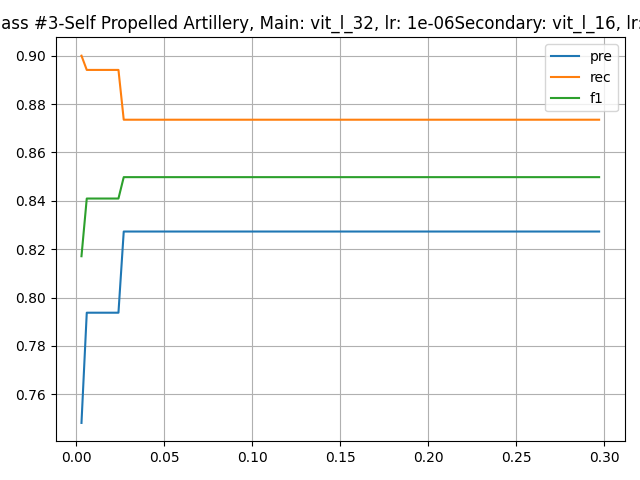 ass #3-Self Propelled Artillery, Main: vit_l_32, lr: 1e-06Secondary: vit_l_16, lr:
pre
rec
f1
0.90
0.88
0.86
0.84
0.82
0.80
0.78
0.76
0.00 0.05 0.10 0.15 0.20 0.25 0.30